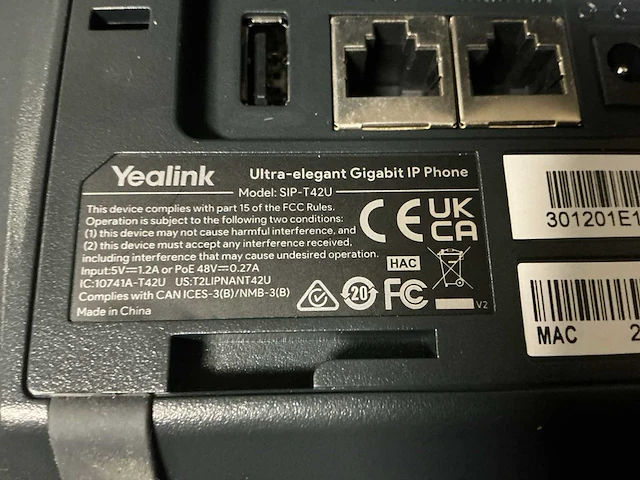 Yealink
Ultra-elegant Gigabit IP Phone
Model: SIP-T42U
This device complies with part 15 of the FCC Rules.
Operation is subject to the following two conditions:
(1) this device may not cause harmful interference, and
(2) this device must accept any interference received,
including interference that may cause undesired operation.
Input:5V⎓1.2A or PoE 48V⎓0.27A
IC:10741A-T42U US:T2LIPNANT42U
Complies with CAN ICES-3(B)/NMB-3(B)
Made in China
CE
UK
CA
HAC
20
FC
V2
301201E1
MAC 2